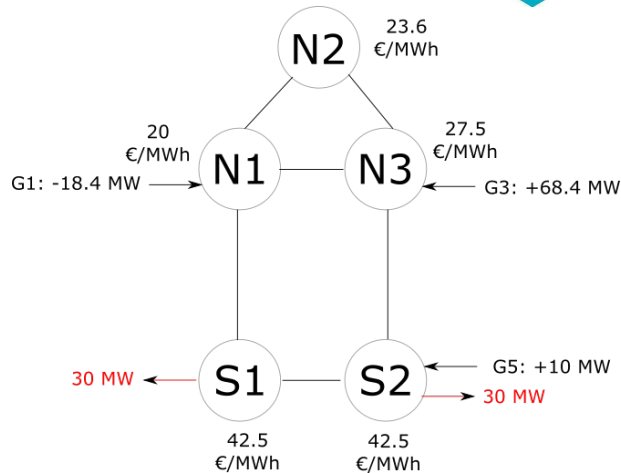 23.6
€/MWh
N2
20
€/MWh
27.5
€/MWh
N1
N3
G1: -18.4 MW
G3: +68.4 MW
30 MW
S1
S2
G5: +10 MW
30 MW
42.5
€/MWh
42.5
€/MWh